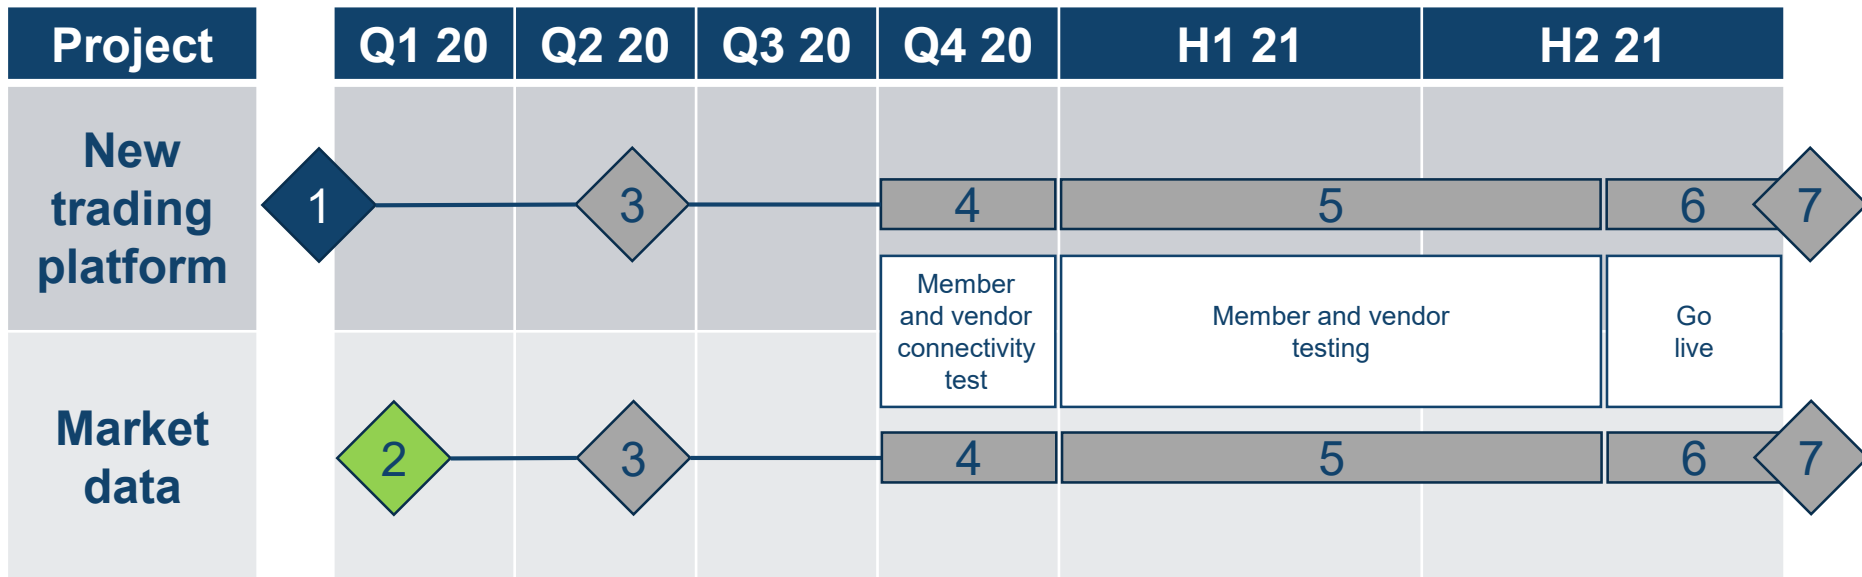 Project
Q1 20
Q2 20
Q3 20
Q4 20
H1 21
H2 21
New
trading
platform
1
3
4
5
6
7
Member
and vendor
connectivity
test
Member and vendor
testing
Go
live
Market
data
2
3
4
5
6
7